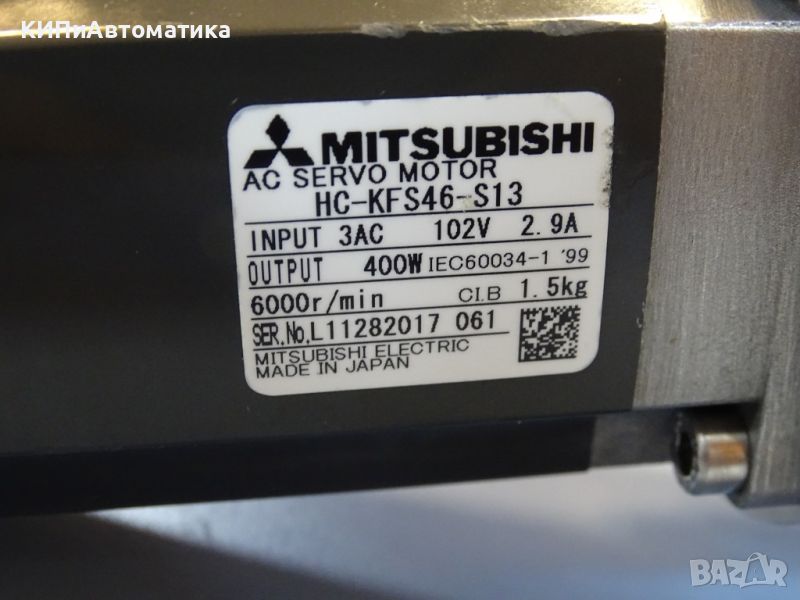 КИПиАвтоматика
MITSUBISHI
AC SERVO MOTOR
HC-KFS46-S13
INPUT 3AC 102V 2.9A
OUTPUT 400W IEC60034-1 '99
6000r/min CI.B 1.5kg
SER.No.L11282017 061
MITSUBISHI ELECTRIC
MADE IN JAPAN
BAZAR